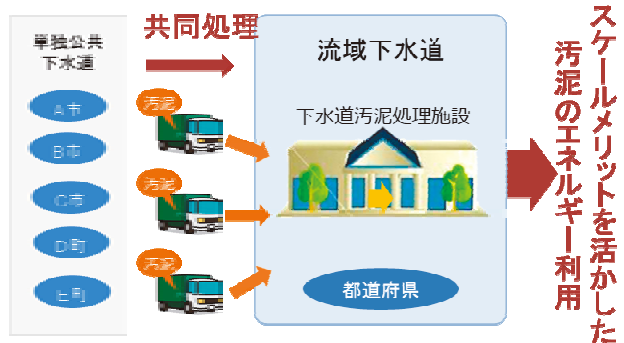 単独公共
下水道
A市
B市
C市
D町
E町
共同処理
汚泥
汚泥
汚泥
流域下水道
下水道汚泥処理施設
都道府県
スケールメリットを活かした
汚泥のエネルギー利用